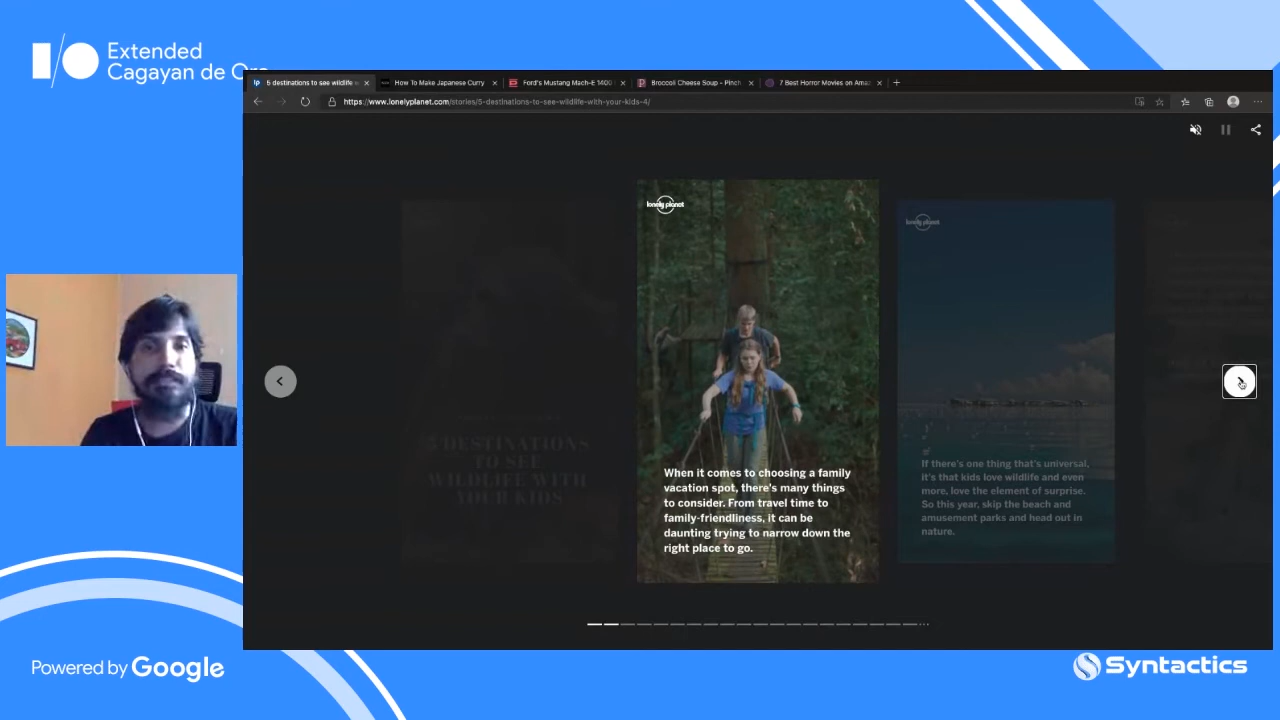 I/O Extended
Cagayan de Oro
5 destinations to see wildlife w
How To Make Japanese Curry
Ford's Mustang Mach-E 1400
Broccoli Cheese Soup - Pinch
7 Best Horror Movies on Amaz
https://www.lonelyplanet.com/stories/5-destinations-to-see-wildlife-with-your-kids-4/
lonely planet
lonely planet
5 DESTINATIONS
TO SEE
WILDLIFE WITH
YOUR KIDS
When it comes to choosing a family
vacation spot, there's many things
to consider. From travel time to
family-friendliness, it can be
daunting trying to narrow down the
right place to go.
If there's one thing that's universal,
it's that kids love wildlife and even
more, love the element of surprise.
So this year, skip the beach and
amusement parks and head out in
nature.
Powered by Google
Syntactics